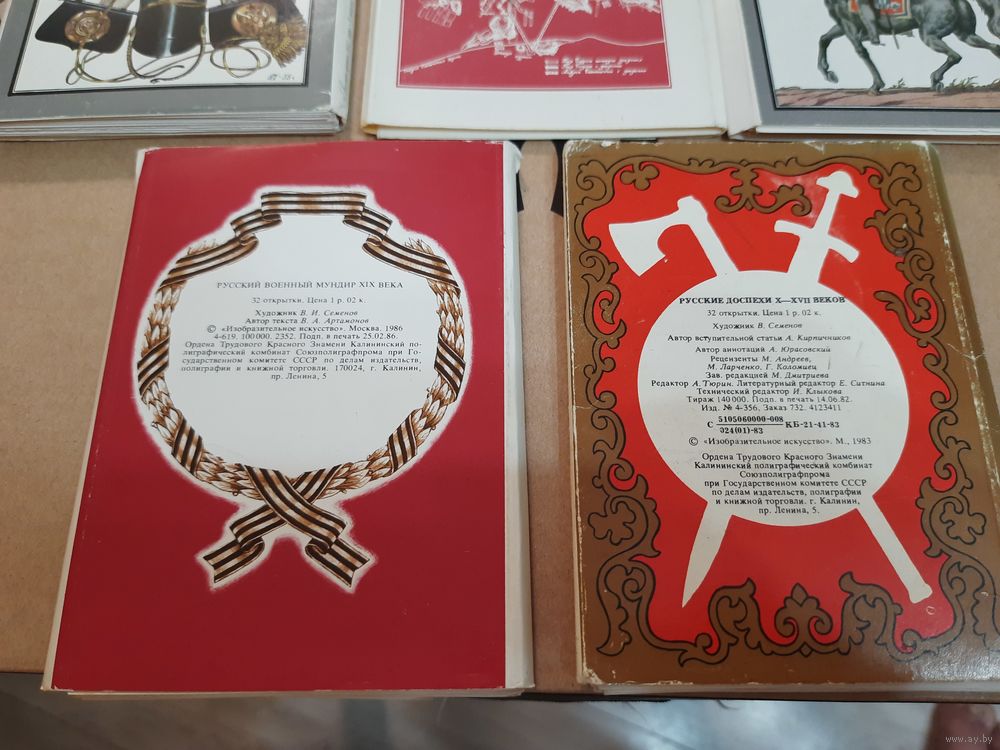 РУССКИЙ ВОЕННЫЙ МУНДИР XIX ВЕКА
32 открытки. Цена 1 р. 02 к.
Художник В. И. Семенов
Автор текста В. А. Артамонов
© «Изобразительное искусство». Москва. 1986
4-619. 100 000. 2352. Подп. в печать 25.02.86.
Ордена Трудового Красного Знамени Калининский по-
лиграфический комбинат Союзполиграфпрома при Го-
сударственном комитете СССР по делам издательств,
полиграфии и книжной торговли. 170024, г. Калинин,
пр. Ленина, 5
РУССКИЕ ДОСПЕХИ X—XVII ВЕКОВ
32 открытки. Цена 1 р. 02 к.
Художник В. Семенов
Автор вступительной статьи А. Кирпичников
Автор аннотаций А. Юрасовский
Рецензенты М. Андреев,
М. Ларченко, Г. Каломиец
Зав. редакцией М. Дмитриева
Редактор А. Тюрин. Литературный редактор Е. Ситнина
Технический редактор И. Клыкова
Тираж 140 000. Подп. в печать 14.06.82.
Изд. № 4-356. Заказ 732. 4123411
С 5105060000-008 КБ-21-41-83
024(01)-83
© «Изобразительное искусство». М., 1983
Ордена Трудового Красного Знамени
Калининский полиграфический комбинат
Союзполиграфпрома
при Государственном комитете СССР
по делам издательств, полиграфии
и книжной торговли. г. Калинин,
пр. Ленина, 5.
www.ay.by